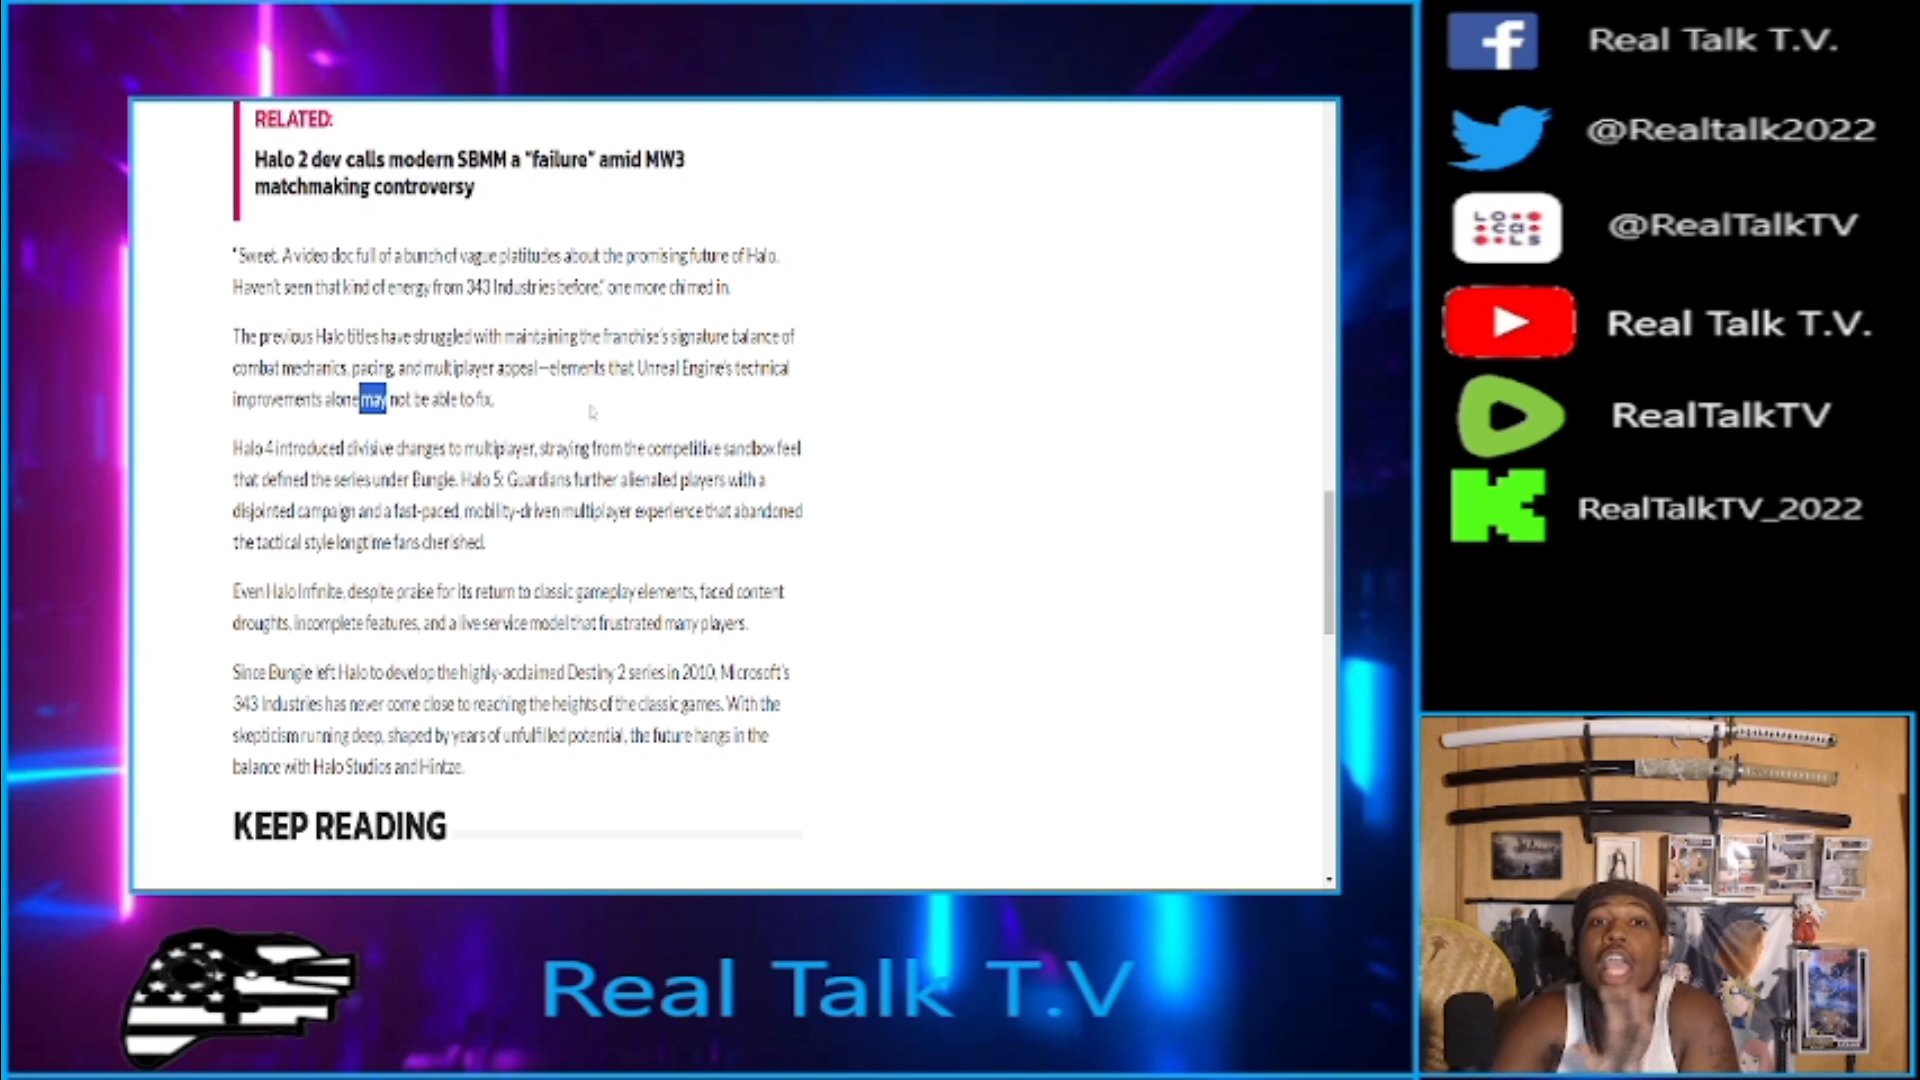 RELATED:
Halo 2 dev calls modern SBMM a "failure" amid MW3
matchmaking controversy
"Sweet. A video doc full of a bunch of vague platitudes about the promising future of Halo.
Haven't seen that kind of energy from 343 Industries before," one more chimed in.
The previous Halo titles have struggled with maintaining the franchise's signature balance of
combat mechanics, pacing, and multiplayer appeal—elements that Unreal Engine's technical
improvements alone may not be able to fix.
Halo 4 introduced divisive changes to multiplayer, straying from the competitive sandbox feel
that defined the series under Bungie. Halo 5: Guardians further alienated players with a
disjointed campaign and a fast-paced, mobility-driven multiplayer experience that abandoned
the tactical style longtime fans cherished.
Even Halo Infinite, despite praise for its return to classic gameplay elements, faced content
droughts, incomplete features, and a live service model that frustrated many players.
Since Bungie left Halo to develop the highly-acclaimed Destiny 2 series in 2010, Microsoft's
343 Industries has never come close to reaching the heights of the classic games. With the
skepticism running deep, shaped by years of unfulfilled potential, the future hangs in the
balance with Halo Studios and Hintze.
KEEP READING
Real Talk T.V
f Real Talk T.V.
@Realtalk2022
LOCALS @RealTalkTV
Real Talk T.V.
RealTalkTV
K RealTalkTV_2022